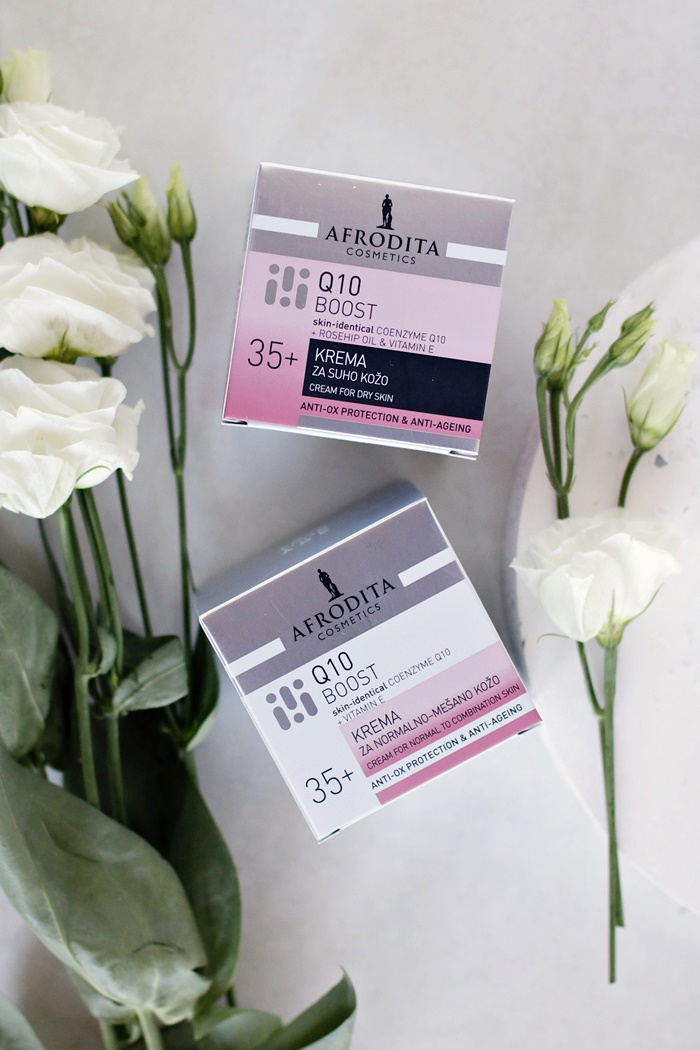 AFRODITA
COSMETICS
Q10
BOOST
skin-identical COENZYME Q10
+ ROSEHIP OIL & VITAMIN E
35+
KREMA
ZA SUHO KOŽO
CREAM FOR DRY SKIN
ANTI-OX PROTECTION & ANTI-AGEING
AFRODITA
COSMETICS
Q10
BOOST
skin-identical COENZYME Q10
+ VITAMIN E
KREMA
ZA NORMALNO-MEŠANO KOŽO
CREAM FOR NORMAL TO COMBINATION SKIN
35+
ANTI-OX PROTECTION & ANTI-AGEING